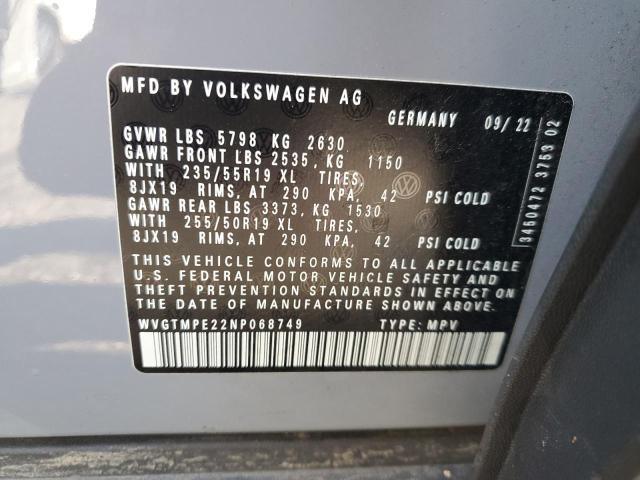 MFD BY VOLKSWAGEN AG
GERMANY 09/22
GVWR LBS 5798 KG 2630
GAWR FRONT LBS 2535, KG 1150
WITH 235/55R19 XL TIRES,
8JX19 RIMS, AT 290 KPA, 42 PSI COLD
GAWR REAR LBS 3373, KG 1530
WITH 255/50R19 XL TIRES,
8JX19 RIMS, AT 290 KPA, 42 PSI COLD
THIS VEHICLE CONFORMS TO ALL APPLICABLE
U.S. FEDERAL MOTOR VEHICLE SAFETY AND
THEFT PREVENTION STANDARDS IN EFFECT ON
THE DATE OF MANUFACTURE SHOWN ABOVE.
WVGTMPE22NP068749 TYPE: MPV
3450472 3753 02